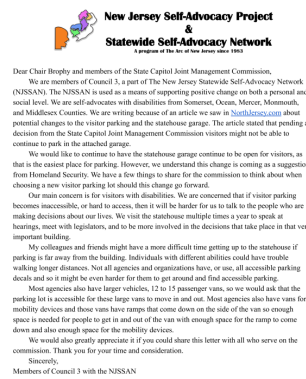 New Jersey Self-Advocacy Project
&
Statewide Self-Advocacy Network
A program of The Arc of New Jersey since 1983
Dear Chair Brophy and members of the State Capitol Joint Management Commission,
We are members of Council 3, a part of The New Jersey Statewide Self-Advocacy Network
(NJSSAN). The NJSSAN is used as a means of supporting positive change on both a personal and
social level. We are self-advocates with disabilities from Somerset, Ocean, Mercer, Monmouth,
and Middlesex Counties. We are writing because of an article we saw in NorthJersey.com about
potential changes to the visitor parking and the statehouse garage. The article stated that pending a
decision from the State Capitol Joint Management Commission visitors might not be able to
continue to park in the attached garage.
We would like to continue to have the statehouse garage continue to be open for visitors, as
that is the easiest place for parking. However, we understand this change is coming as a suggestion
from Homeland Security. We have a few things to share for the commission to think about when
choosing a new visitor parking lot should this change go forward.
Our main concern is for visitors with disabilities. We are concerned that if visitor parking
becomes inaccessible, or hard to access, then it will be harder for us to talk to the people who are
making decisions about our lives. We visit the statehouse multiple times a year to speak at
hearings, meet with legislators, and to be more involved in the decisions that take place in that very
important building.
My colleagues and friends might have a more difficult time getting up to the statehouse if
parking is far away from the building. Individuals with different abilities could have trouble
walking longer distances. Not all agencies and organizations have, or use, all accessible parking
decals and so it might be even harder for them to get around and find accessible parking.
Most agencies also have larger vehicles, 12 to 15 passenger vans, so we would ask that the
parking lot is accessible for these large vans to move in and out. Most agencies also have vans for
mobility devices and those vans have ramps that come down on the side of the van so enough
space is needed for people to get in and out of the van with enough space for the ramp to come
down and also enough space for the mobility devices.
We would also greatly appreciate it if you could share this letter with all who serve on the
commission. Thank you for your time and consideration.
Sincerely,
Members of Council 3 with the NJSSAN